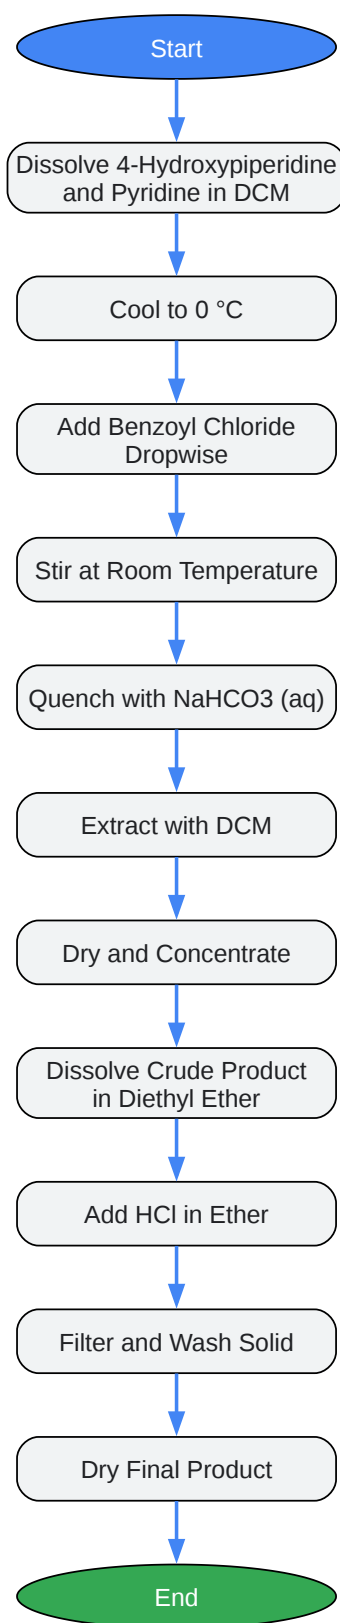 Start
Dissolve 4-Hydroxypiperidine
and Pyridine in DCM
Cool to 0 °C
Add Benzoyl Chloride
Dropwise
Stir at Room Temperature
Quench with NaHCO3 (aq)
Extract with DCM
Dry and Concentrate
Dissolve Crude Product
in Diethyl Ether
Add HCl in Ether
Filter and Wash Solid
Dry Final Product
End